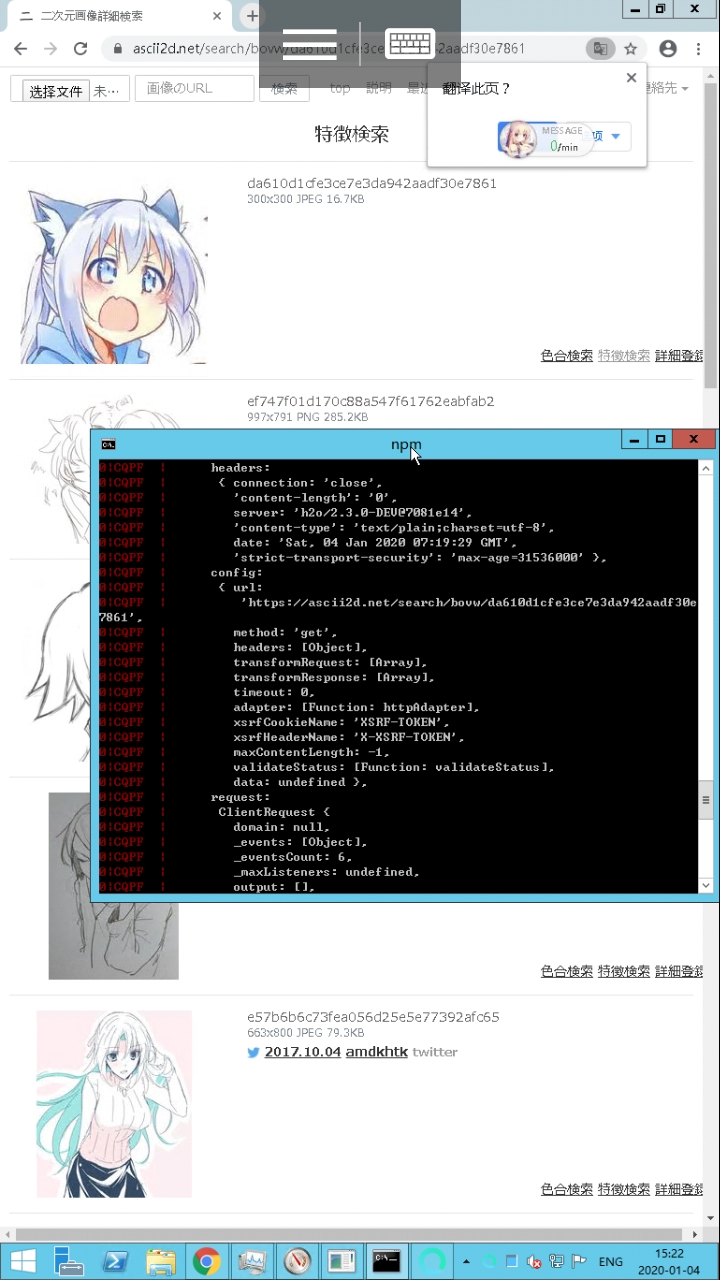 二次元画像詳細検索
ascii2d.net/search/bovw/da610d1cfe3ce 42aadf30e7861
选择文件 未… 画像のURL 検索 top 説明 最近 連絡先
翻译此页？
项
MESSAGE
0/min
特徴検索
da610d1cfe3ce7e3da942aadf30e7861
300x300 JPEG 16.7KB
色合検索 特徴検索 詳細登録
ef747f01d170c88a547f61762eabfab2
997x791 PNG 285.2KB
npm
0|CQPF | headers:
0|CQPF | { connection: 'close',
0|CQPF | 'content-length': '0',
0|CQPF | server: 'h2o/2.3.0-DEV@7081e14',
0|CQPF | 'content-type': 'text/plain;charset=utf-8',
0|CQPF | date: 'Sat, 04 Jan 2020 07:19:29 GMT',
0|CQPF | 'strict-transport-security': 'max-age=31536000' },
0|CQPF | config:
0|CQPF | { url:
0|CQPF | 'https://ascii2d.net/search/bovw/da610d1cfe3ce7e3da942aadf30e
7861',
0|CQPF | method: 'get',
0|CQPF | headers: [Object],
0|CQPF | transformRequest: [Array],
0|CQPF | transformResponse: [Array],
0|CQPF | timeout: 0,
0|CQPF | adapter: [Function: httpAdapter],
0|CQPF | xsrfCookieName: 'XSRF-TOKEN',
0|CQPF | xsrfHeaderName: 'X-XSRF-TOKEN',
0|CQPF | maxContentLength: -1,
0|CQPF | validateStatus: [Function: validateStatus],
0|CQPF | data: undefined },
0|CQPF | request:
0|CQPF | ClientRequest {
0|CQPF | domain: null,
0|CQPF | _events: [Object],
0|CQPF | _eventsCount: 6,
0|CQPF | _maxListeners: undefined,
0|CQPF | output: [],
色合検索 特徴検索 詳細登録
e57b6b6c73fea056d25e5e77392afc65
663x800 JPEG 79.3KB
2017.10.04 amdkhtk twitter
色合検索 特徴検索 詳細登録
ENG
15:22
2020-01-04